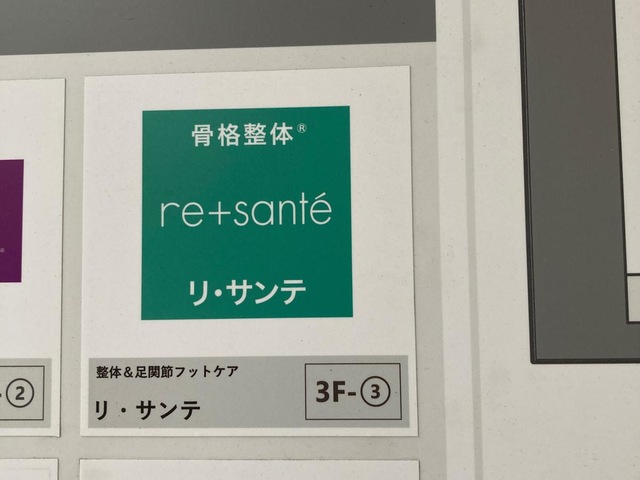 骨格整体®
re+santé
リ・サンテ
整体＆足関節フットケア
リ・サンテ
3F-③
-②